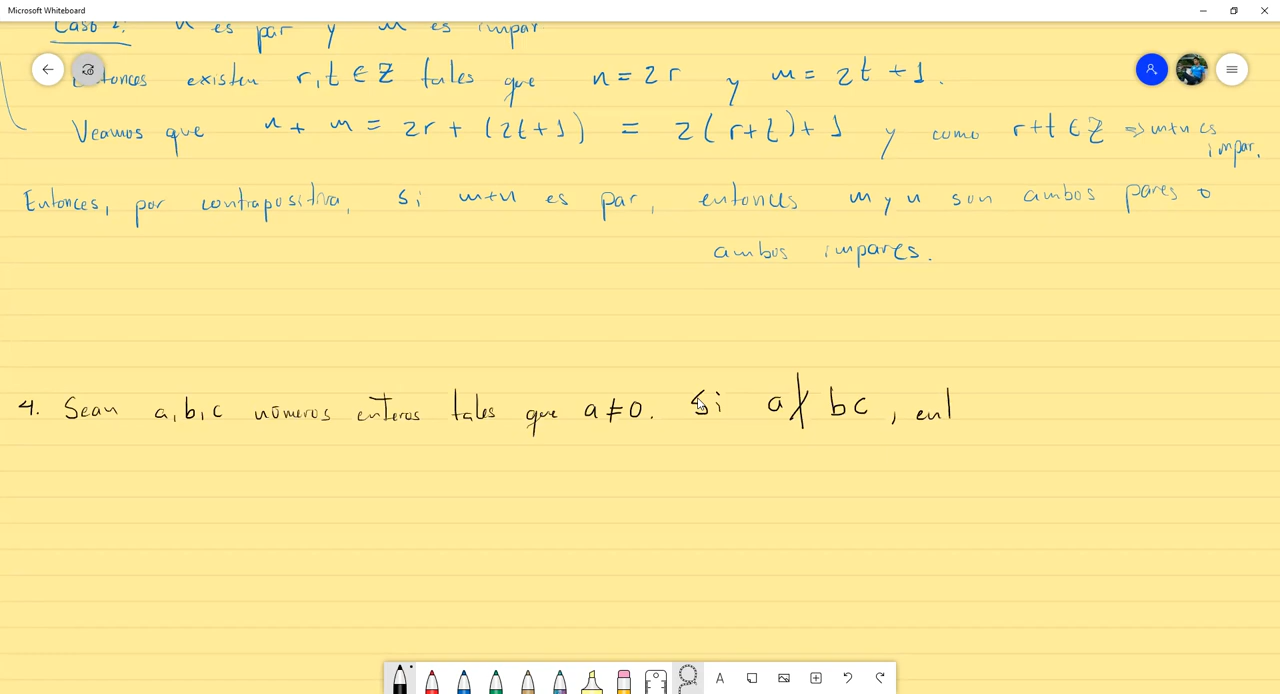 Microsoft Whiteboard
Caso 2: n es par y m es impar.
Entonces existen r,t ∈ Z tales que n = 2r y m = 2t + 1.
Veamos que n + m = 2r + (2t+1) = 2(r+t)+1 y como r+t ∈ Z ⇒ m+n es impar.
Entonces, por contrapositiva, si m+n es par, entonces m y n son ambos pares o
ambos impares.
4. Sean a,b,c números enteros tales que a≠0. Si a∤bc, ent
A